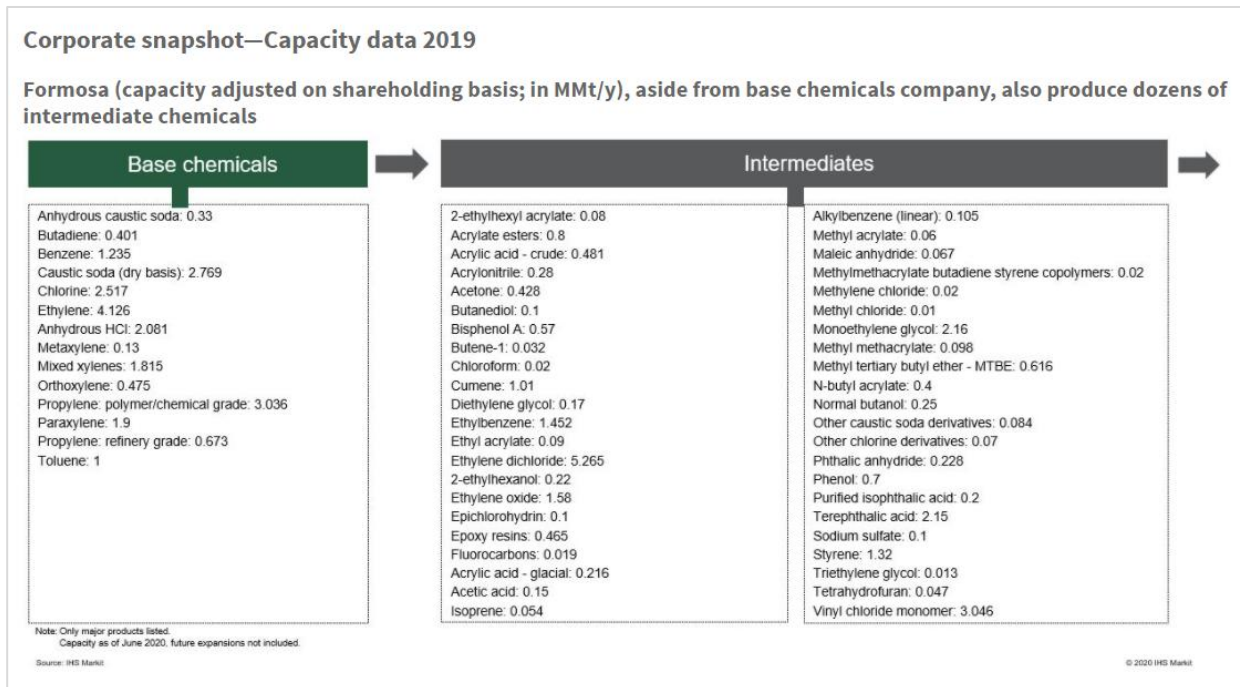 Corporate snapshot—Capacity data 2019
Formosa (capacity adjusted on shareholding basis; in MMt/y), aside from base chemicals company, also produce dozens of
intermediate chemicals
Base chemicals
Anhydrous caustic soda: 0.33
Butadiene: 0.401
Benzene: 1.235
Caustic soda (dry basis): 2.769
Chlorine: 2.517
Ethylene: 4.126
Anhydrous HCl: 2.081
Metaxylene: 0.13
Mixed xylenes: 1.815
Orthoxylene: 0.475
Propylene: polymer/chemical grade: 3.036
Paraxylene: 1.9
Propylene: refinery grade: 0.673
Toluene: 1
Intermediates
2-ethylhexyl acrylate: 0.08
Acrylate esters: 0.8
Acrylic acid - crude: 0.481
Acrylonitrile: 0.28
Acetone: 0.428
Butanediol: 0.1
Bisphenol A: 0.57
Butene-1: 0.032
Chloroform: 0.02
Cumene: 1.01
Diethylene glycol: 0.17
Ethylbenzene: 1.452
Ethyl acrylate: 0.09
Ethylene dichloride: 5.265
2-ethylhexanol: 0.22
Ethylene oxide: 1.58
Epichlorohydrin: 0.1
Epoxy resins: 0.465
Fluorocarbons: 0.019
Acrylic acid - glacial: 0.216
Acetic acid: 0.15
Isoprene: 0.054
Alkylbenzene (linear): 0.105
Methyl acrylate: 0.06
Maleic anhydride: 0.067
Methylmethacrylate butadiene styrene copolymers: 0.02
Methylene chloride: 0.02
Methyl chloride: 0.01
Monoethylene glycol: 2.16
Methyl methacrylate: 0.098
Methyl tertiary butyl ether - MTBE: 0.616
N-butyl acrylate: 0.4
Normal butanol: 0.25
Other caustic soda derivatives: 0.084
Other chlorine derivatives: 0.07
Phthalic anhydride: 0.228
Phenol: 0.7
Purified isophthalic acid: 0.2
Terephthalic acid: 2.15
Sodium sulfate: 0.1
Styrene: 1.32
Triethylene glycol: 0.013
Tetrahydrofuran: 0.047
Vinyl chloride monomer: 3.046
Note: Only major products listed.
Capacity as of June 2020, future expansions not included.
Source: IHS Markit
© 2020 IHS Markit